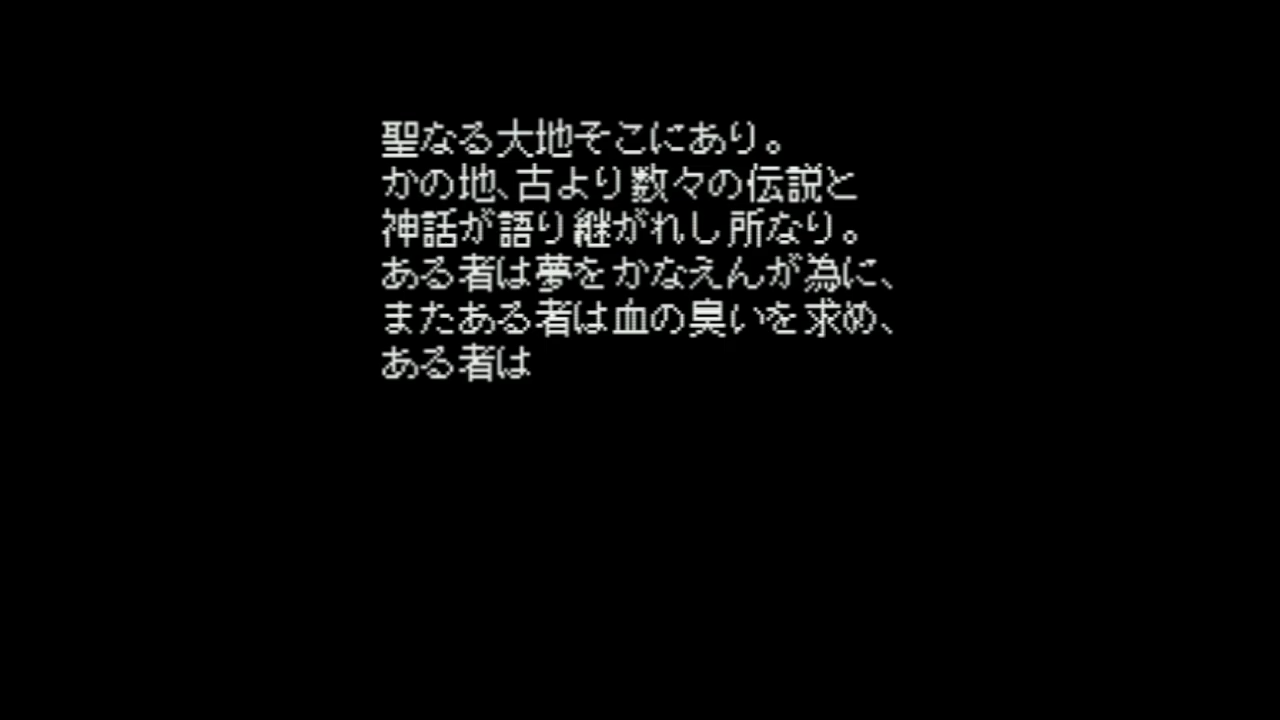 聖なる大地そこにあり。
かの地、古より数々の伝説と
神話が語り継がれし所なり。
ある者は夢をかなえんが為に、
またある者は血の臭いを求め、
ある者は